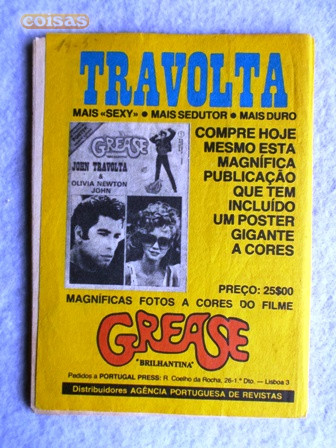 coisas
TRAVOLTA
MAIS «SEXY» ● MAIS SEDUTOR ● MAIS DURO
GREASE
JOHN TRAVOLTA
&
OLIVIA NEWTON
JOHN
COMPRE HOJE
MESMO ESTA
MAGNÍFICA
PUBLICAÇÃO
QUE TEM
INCLUÍDO
UM POSTER
GIGANTE
A CORES
PREÇO: 25$00
MAGNÍFICAS FOTOS A CORES DO FILME
GREASE
"BRILHANTINA"
Pedidos a PORTUGAL PRESS: R. Coelho da Rocha, 26-1.º Dto. — Lisboa 3
Distribuidores AGÊNCIA PORTUGUESA DE REVISTAS